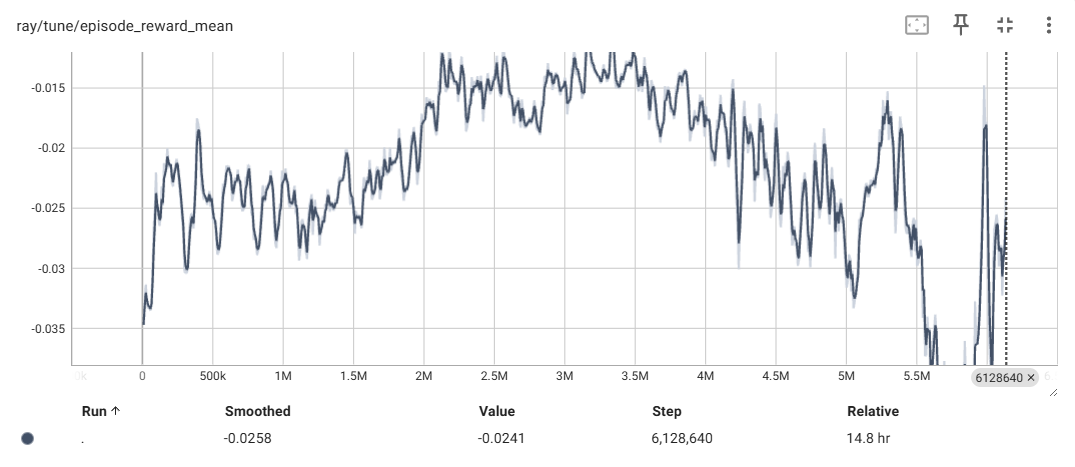 ray/tune/episode_reward_mean
-0.015
-0.02
-0.025
-0.03
-0.035
0 500k 1M 1.5M 2M 2.5M 3M 3.5M 4M 4.5M 5M 5.5M 6128640 ×
Run ↑ Smoothed Value Step Relative
. -0.0258 -0.0241 6,128,640 14.8 hr